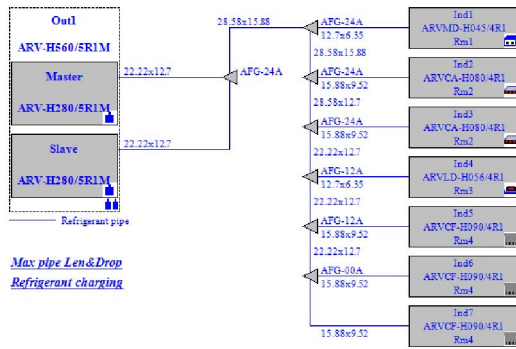 Out1
ARV-H560/5R1M
Master
ARV-H280/5R1M
Slave
ARV-H280/5R1M
Refrigerant pipe
Max pipe Len&Drop
Refrigerant charging
22.22x12.7
22.22x12.7
28.58x15.88
AFG-24A
AFG-24A
12.7x6.35
28.58x15.88
AFG-24A
15.88x9.52
28.58x12.7
AFG-24A
15.88x9.52
22.22x12.7
AFG-12A
12.7x6.35
22.22x12.7
AFG-12A
15.88x9.52
22.22x12.7
AFG-00A
15.88x9.52
15.88x9.52
Ind1
ARVMD-H045/4R1
Rm1
Ind2
ARVCA-H080/4R1
Rm2
Ind3
ARVCA-H080/4R1
Rm2
Ind4
ARVLD-H056/4R1
Rm3
Ind5
ARVCF-H090/4R1
Rm4
Ind6
ARVCF-H090/4R1
Rm4
Ind7
ARVCF-H090/4R1
Rm4